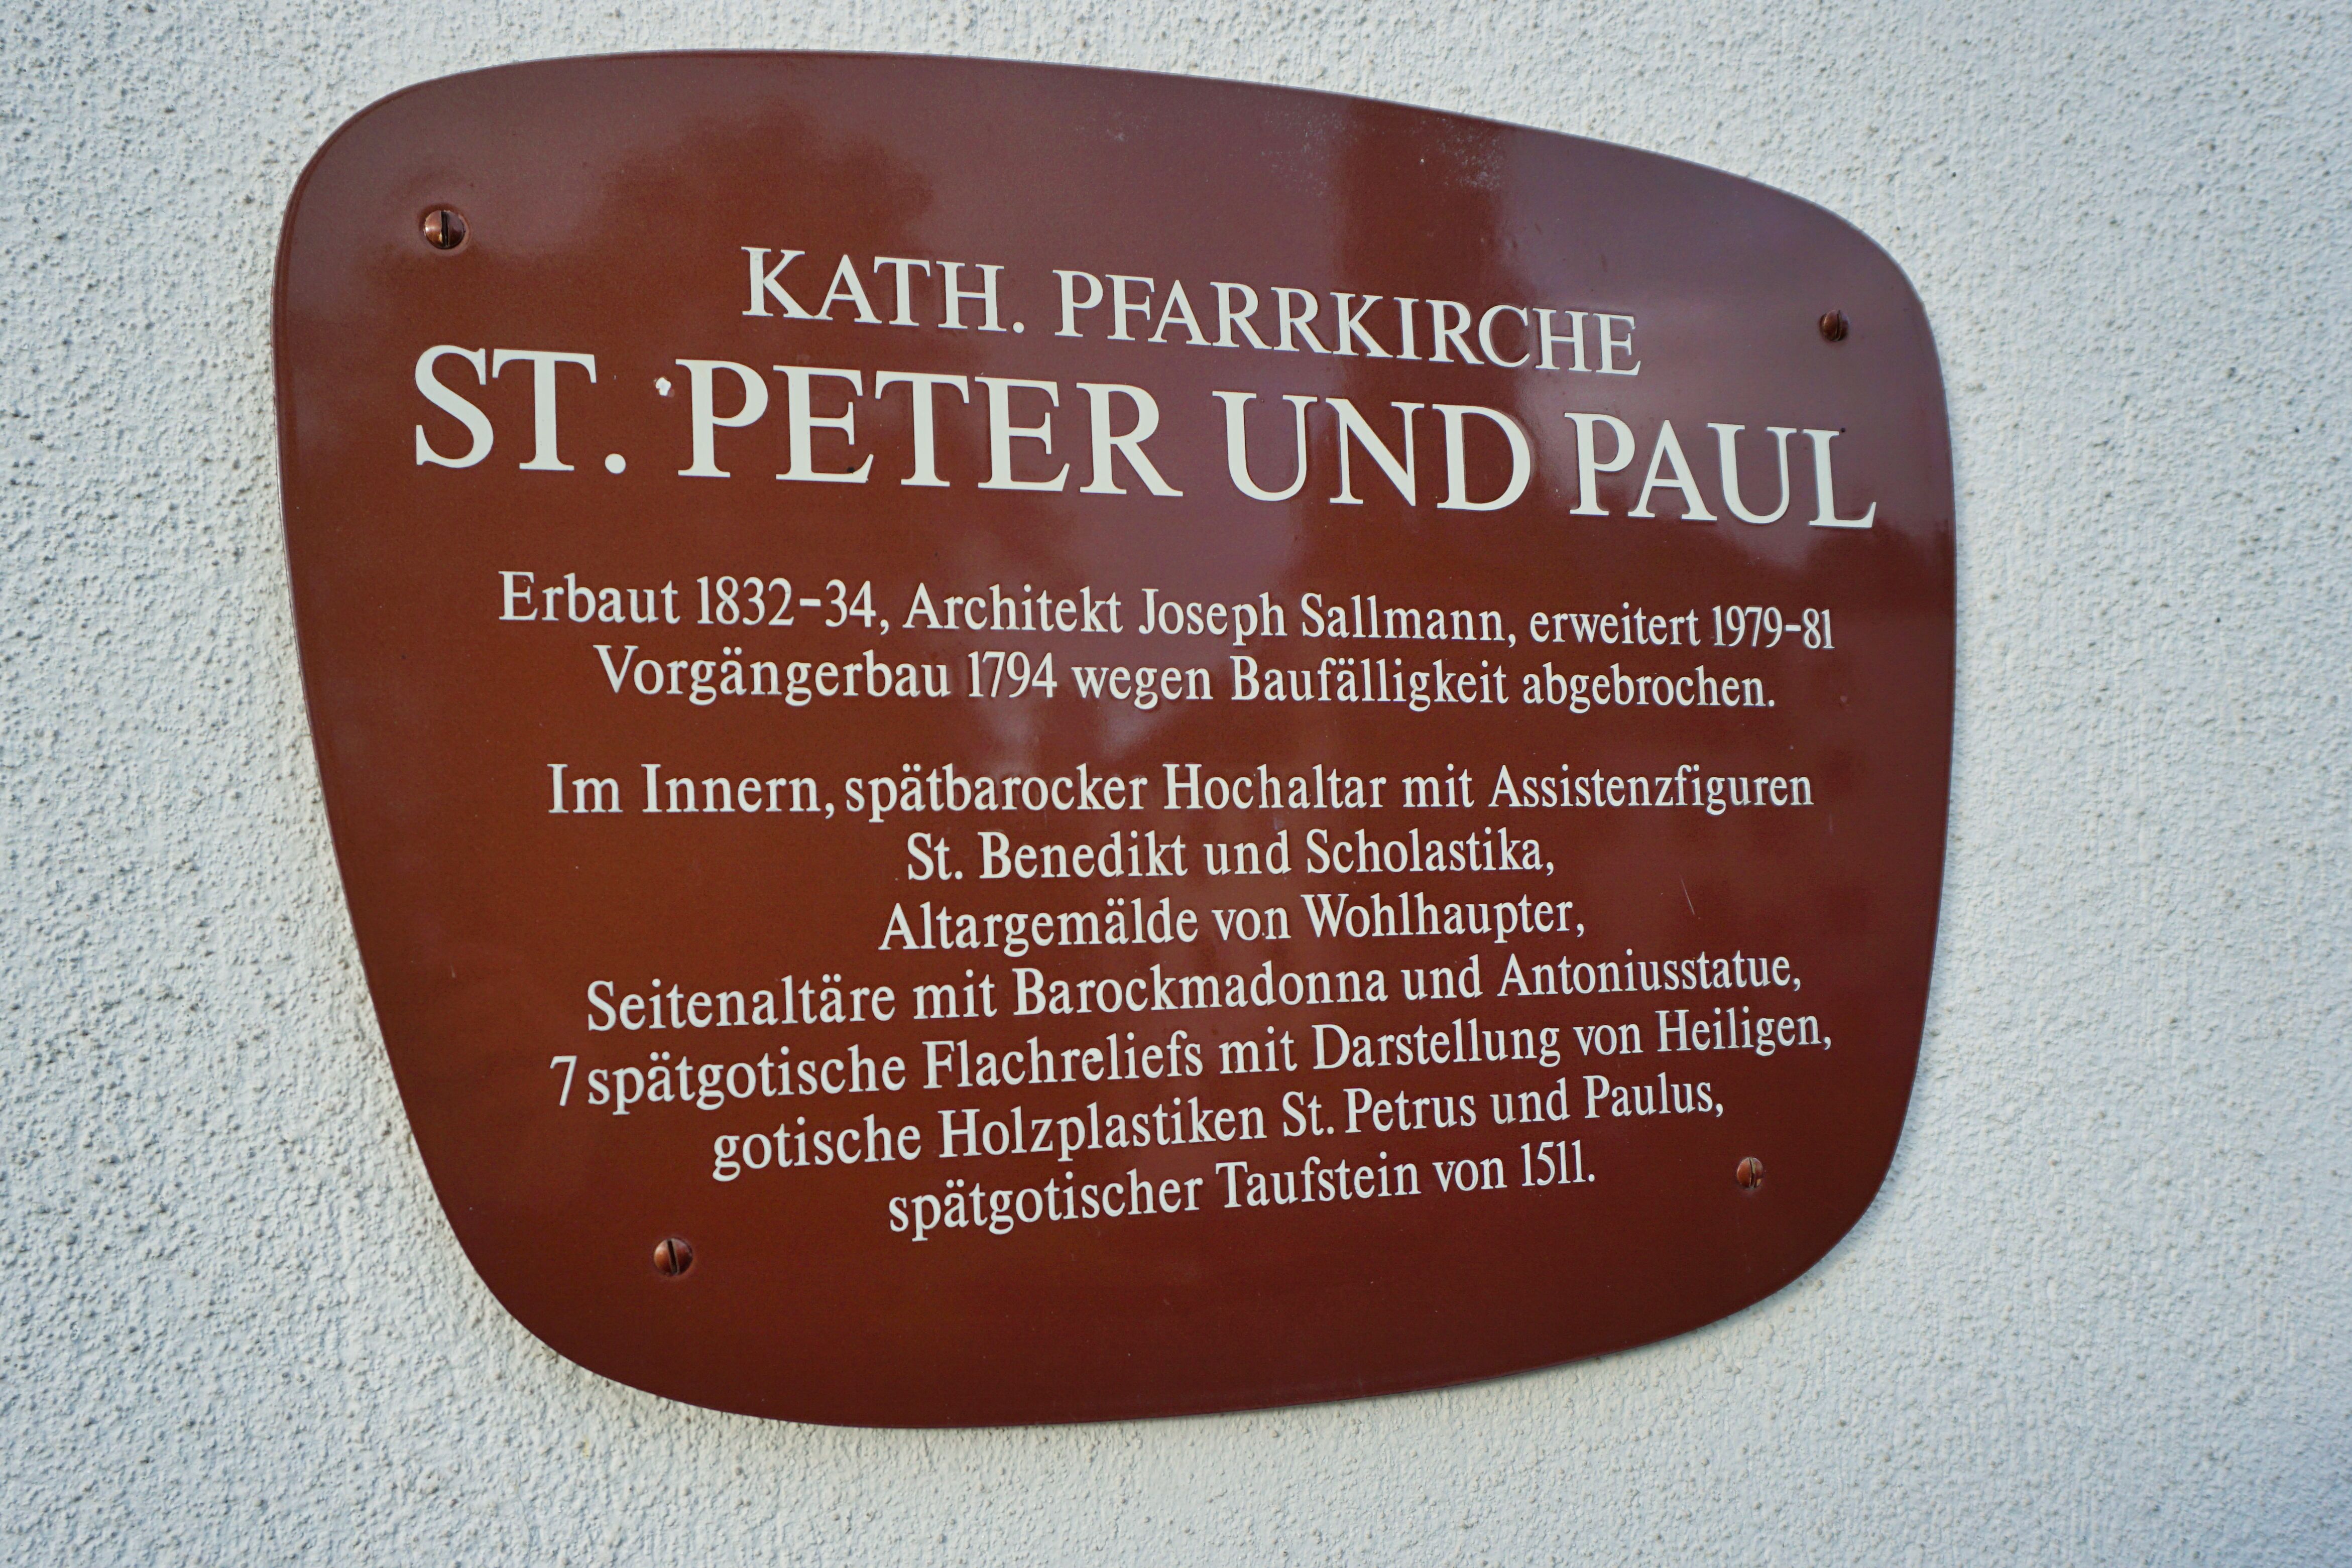 KATH. PFARRKIRCHE
ST. PETER UND PAUL
Erbaut 1832-34, Architekt Joseph Sallmann, erweitert 1979-81
Vorgängerbau 1794 wegen Baufälligkeit abgebrochen.
Im Innern, spätbarocker Hochaltar mit Assistenzfiguren
St. Benedikt und Scholastika,
Altargemälde von Wohlhaupter,
Seitenaltäre mit Barockmadonna und Antoniusstatue,
7 spätgotische Flachreliefs mit Darstellung von Heiligen,
gotische Holzplastiken St. Petrus und Paulus,
spätgotischer Taufstein von 1511.